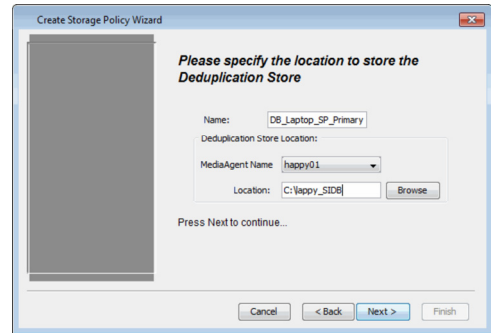 Create Storage Policy Wizard
Please specify the location to store the
Deduplication Store
Name: DB_Laptop_SP_Primary
Deduplication Store Location:
MediaAgent Name happy01
Location: C:\lappy_SIDB Browse
Press Next to continue...
Cancel < Back Next > Finish